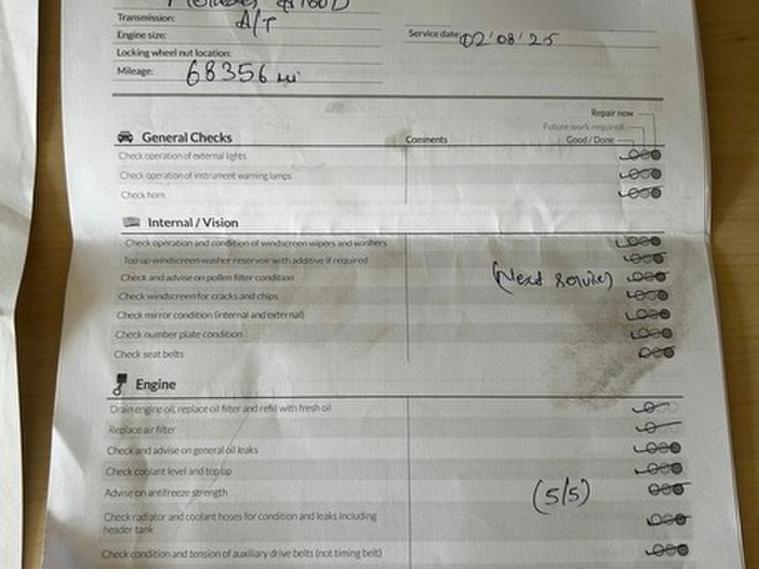 Transmission: A/T
Engine size:
Service date: 02'08'25
Locking wheel nut location:
Mileage: 68356 mi
Repair now
Future work required
General Checks Comments Good / Done
Check operation of external lights
Check operation of instrument warning lamps
Check horn
Internal / Vision
Check operation and condition of windscreen wipers and washers
Top up windscreen washer reservoir with additive if required
Check and advise on pollen filter condition (Next service)
Check windscreen for cracks and chips
Check mirror condition (internal and external)
Check number plate condition
Check seat belts
Engine
Drain engine oil, replace oil filter and refill with fresh oil
Replace air filter
Check and advise on general oil leaks
Check coolant level and top up
Advise on antifreeze strength (5/5)
Check radiator and coolant hoses for condition and leaks including
header tank
Check condition and tension of auxiliary drive belts (not timing belt)